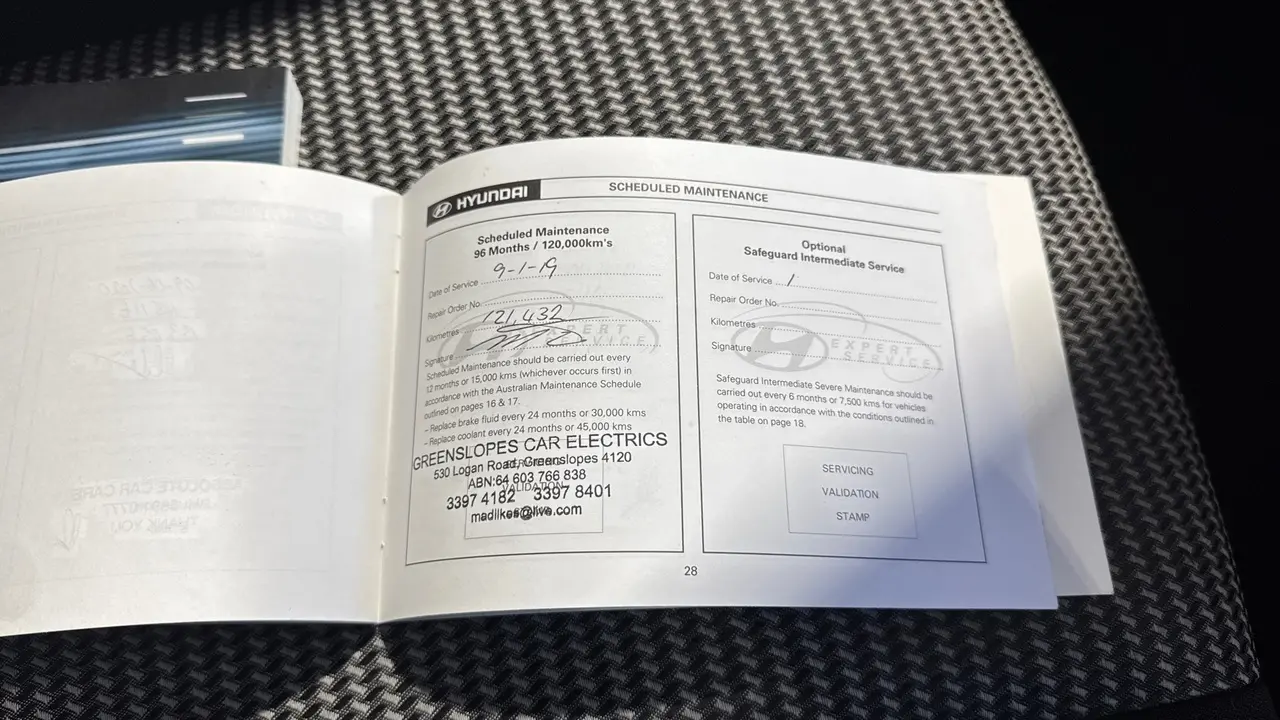 HYUNDAI
SCHEDULED MAINTENANCE
Scheduled Maintenance
96 Months / 120,000km's
Date of Service 9-1-19
Repair Order No.
Kilometres 121,432
Signature
Scheduled Maintenance should be carried out every
12 months or 15,000 kms (whichever occurs first) in
accordance with the Australian Maintenance Schedule
outlined on pages 16 & 17.
– Replace brake fluid every 24 months or 30,000 kms
– Replace coolant every 24 months or 45,000 kms
EXPERT
SERVICE
GREENSLOPES CAR ELECTRICS
530 Logan Road, Greenslopes 4120
ABN:64 603 766 838
VALIDATION
3397 4182 3397 8401
madlikes@live.com
Optional
Safeguard Intermediate Service
Date of Service /
Repair Order No.
Kilometres
Signature
EXPERT
SERVICE
Safeguard Intermediate Severe Maintenance should be
carried out every 6 months or 7,500 kms for vehicles
operating in accordance with the conditions outlined in
the table on page 18.
SERVICING
VALIDATION
STAMP
28